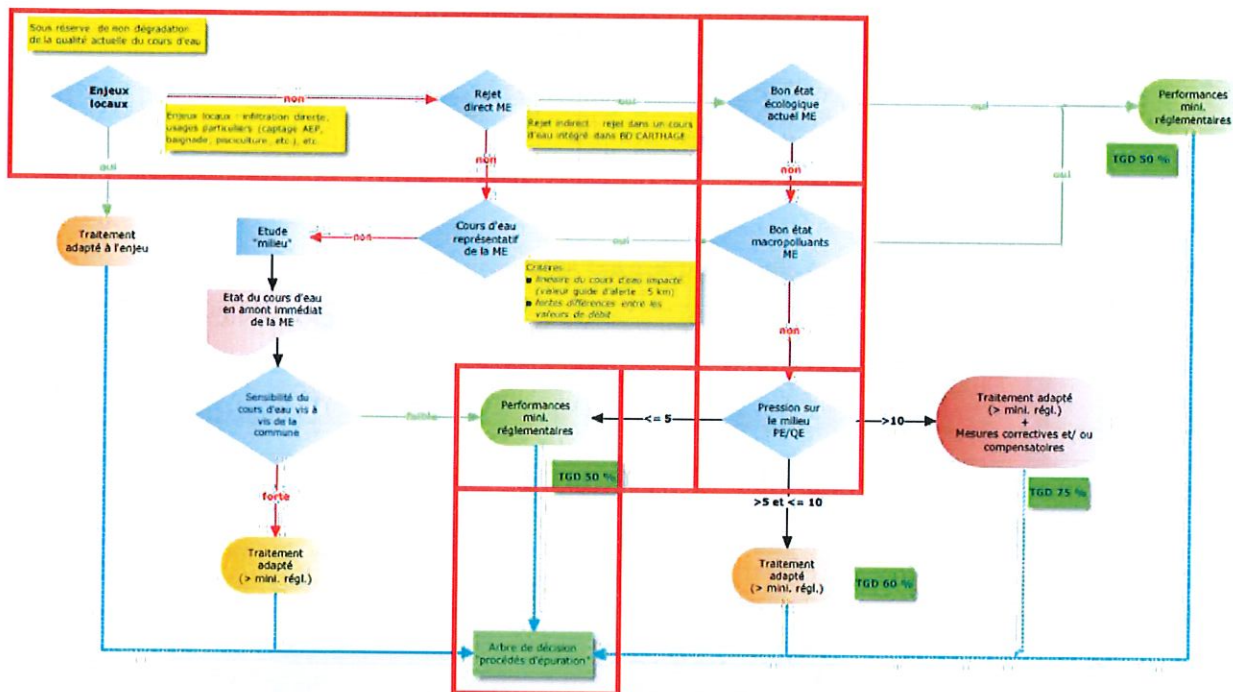 Sous réserve de non dégradation
de la qualité actuelle du cours d'eau
Enjeux
locaux
non
Enjeux locaux : infiltration directe,
usages particuliers (captage AEP,
baignade, pisciculture, etc.), etc.
oui
Rejet
direct ME
oui
Rejet indirect : rejet dans un cours
d'eau intégré dans BD CARTHAGE
non
Bon état
écologique
actuel ME
oui
non
Performances
mini.
réglementaires
TGD 50 %
oui
Traitement
adapté à l'enjeu
Etude
"milieu"
non
Cours d'eau
représentatif
de la ME
oui
Critères :
▪ linéaire du cours d'eau impacté
(valeur guide d'alerte : 5 km)
▪ fortes différences entre les
valeurs de débit
Bon état
macropolluants
ME
non
Etat du cours d'eau
en amont immédiat
de la ME
Sensibilité du
cours d'eau vis à
vis de la
commune
faible
Performances
mini.
réglementaires
TGD 50 %
<= 5
Pression sur
le milieu
PE/QE
>10
Traitement adapté
(> mini. régl.)
+
Mesures correctives et/ ou
compensatoires
TGD 75 %
forte
>5 et <= 10
Traitement
adapté
(> mini. régl.)
Traitement
adapté
(> mini. régl.)
TGD 60 %
Arbre de décision
"procédés d'épuration"